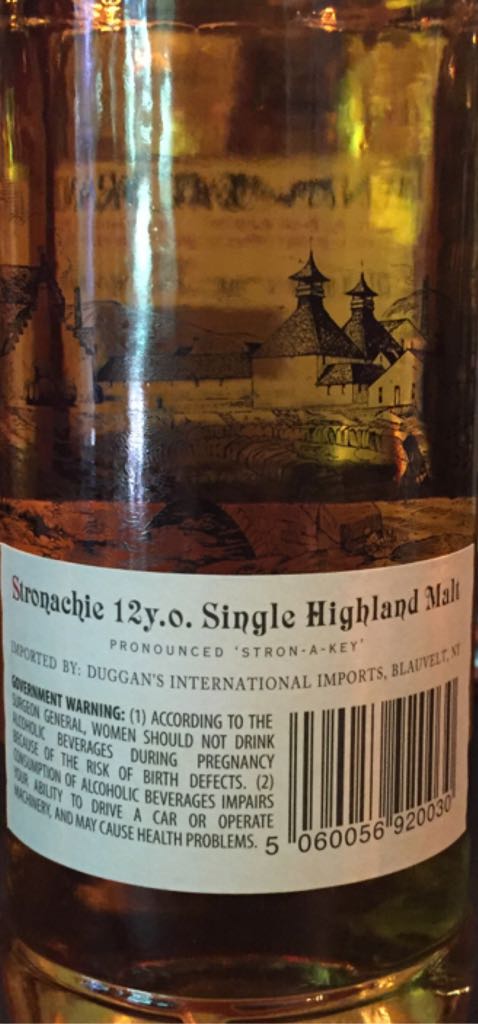 Stronachie 12y.o. Single Highland Malt
PRONOUNCED 'STRON-A-KEY'
IMPORTED BY: DUGGAN'S INTERNATIONAL IMPORTS, BLAUVELT, NY
GOVERNMENT WARNING: (1) ACCORDING TO THE
SURGEON GENERAL, WOMEN SHOULD NOT DRINK
ALCOHOLIC BEVERAGES DURING PREGNANCY
BECAUSE OF THE RISK OF BIRTH DEFECTS. (2)
CONSUMPTION OF ALCOHOLIC BEVERAGES IMPAIRS
YOUR ABILITY TO DRIVE A CAR OR OPERATE
MACHINERY, AND MAY CAUSE HEALTH PROBLEMS.
5 060056 920030